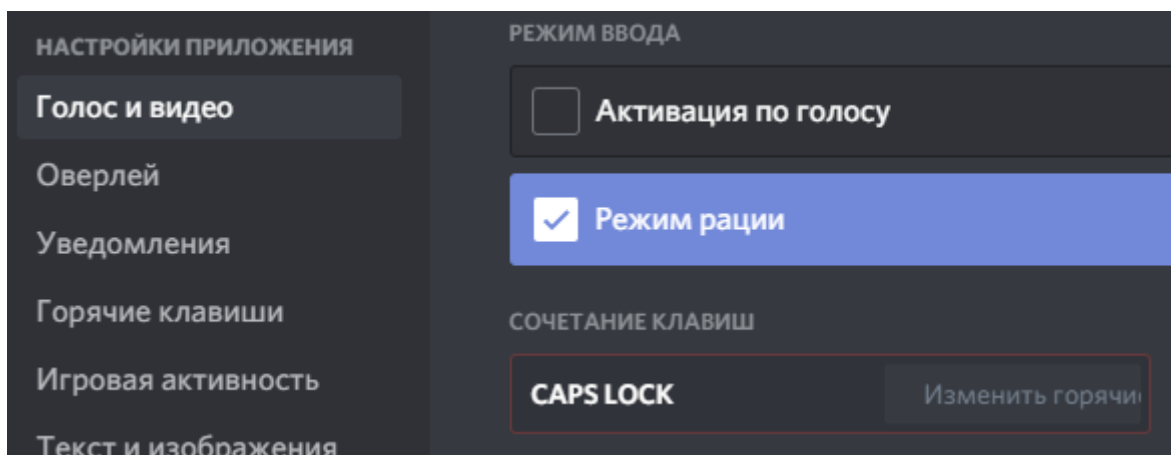 НАСТРОЙКИ ПРИЛОЖЕНИЯ
Голос и видео
Оверлей
Уведомления
Горячие клавиши
Игровая активность
Текст и изображения
РЕЖИМ ВВОДА
Активация по голосу
Режим рации
СОЧЕТАНИЕ КЛАВИШ
CAPS LOCK
Изменить горячи